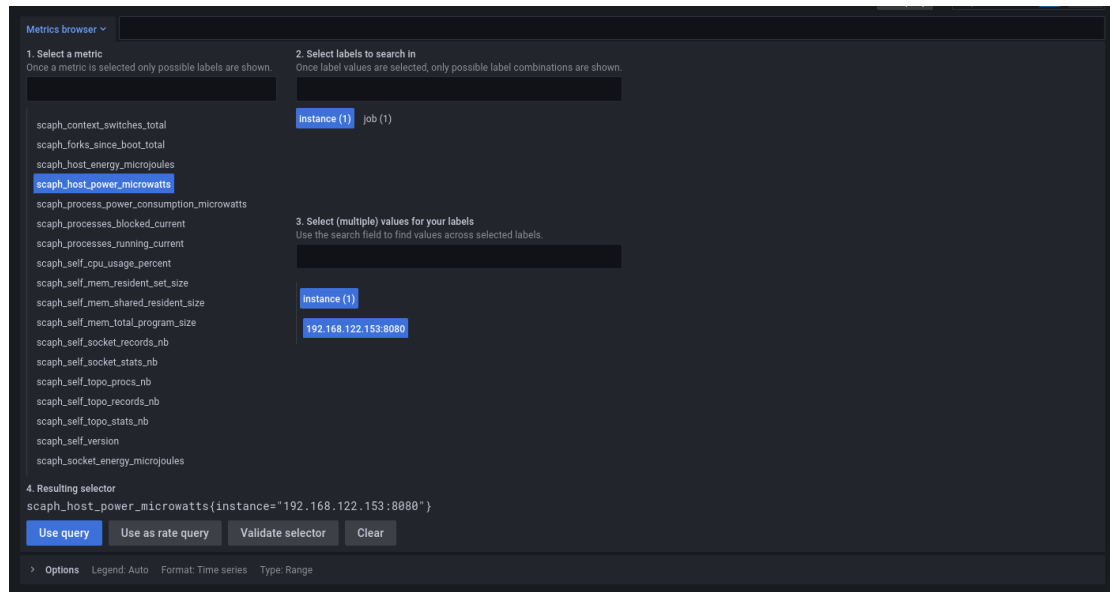 Metrics browser
1. Select a metric
Once a metric is selected only possible labels are shown.
scaph_context_switches_total
scaph_forks_since_boot_total
scaph_host_energy_microjoules
scaph_host_power_microwatts
scaph_process_power_consumption_microwatts
scaph_processes_blocked_current
scaph_processes_running_current
scaph_self_cpu_usage_percent
scaph_self_mem_resident_set_size
scaph_self_mem_shared_resident_size
scaph_self_mem_total_program_size
scaph_self_socket_records_nb
scaph_self_socket_stats_nb
scaph_self_topo_procs_nb
scaph_self_topo_records_nb
scaph_self_topo_stats_nb
scaph_self_version
scaph_socket_energy_microjoules
2. Select labels to search in
Once label values are selected, only possible label combinations are shown.
instance (1) job (1)
3. Select (multiple) values for your labels
Use the search field to find values across selected labels.
instance (1)
192.168.122.153:8080
4. Resulting selector
scaph_host_power_microwatts{instance="192.168.122.153:8080"}
Use query Use as rate query Validate selector Clear
Options Legend: Auto Format: Time series Type: Range